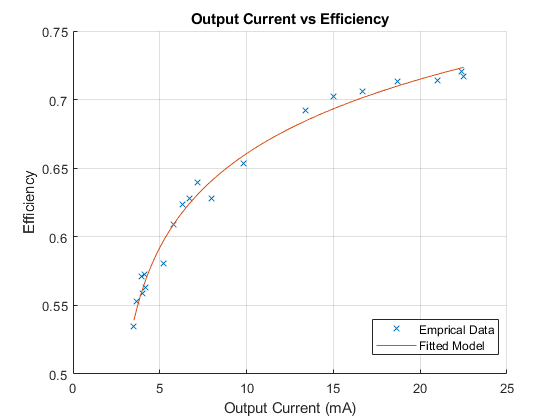 Output Current vs Efficiency
0.75
0.7
0.65
0.6
0.55
0.5
Efficiency
0
5
10
15
20
25
Output Current (mA)
Emprical Data
Fitted Model